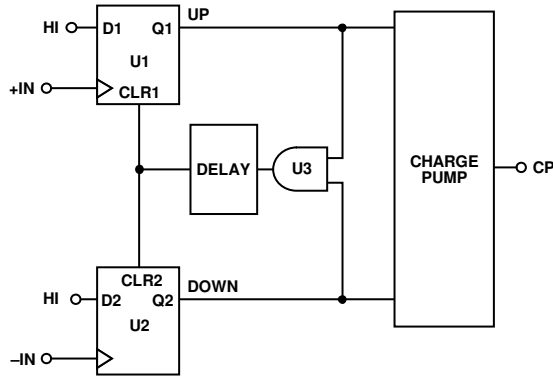 HI
D1
Q1
UP
U1
+IN
CLR1
DELAY
U3
CHARGE
PUMP
CP
CLR2
HI
D2
Q2
DOWN
U2
–IN